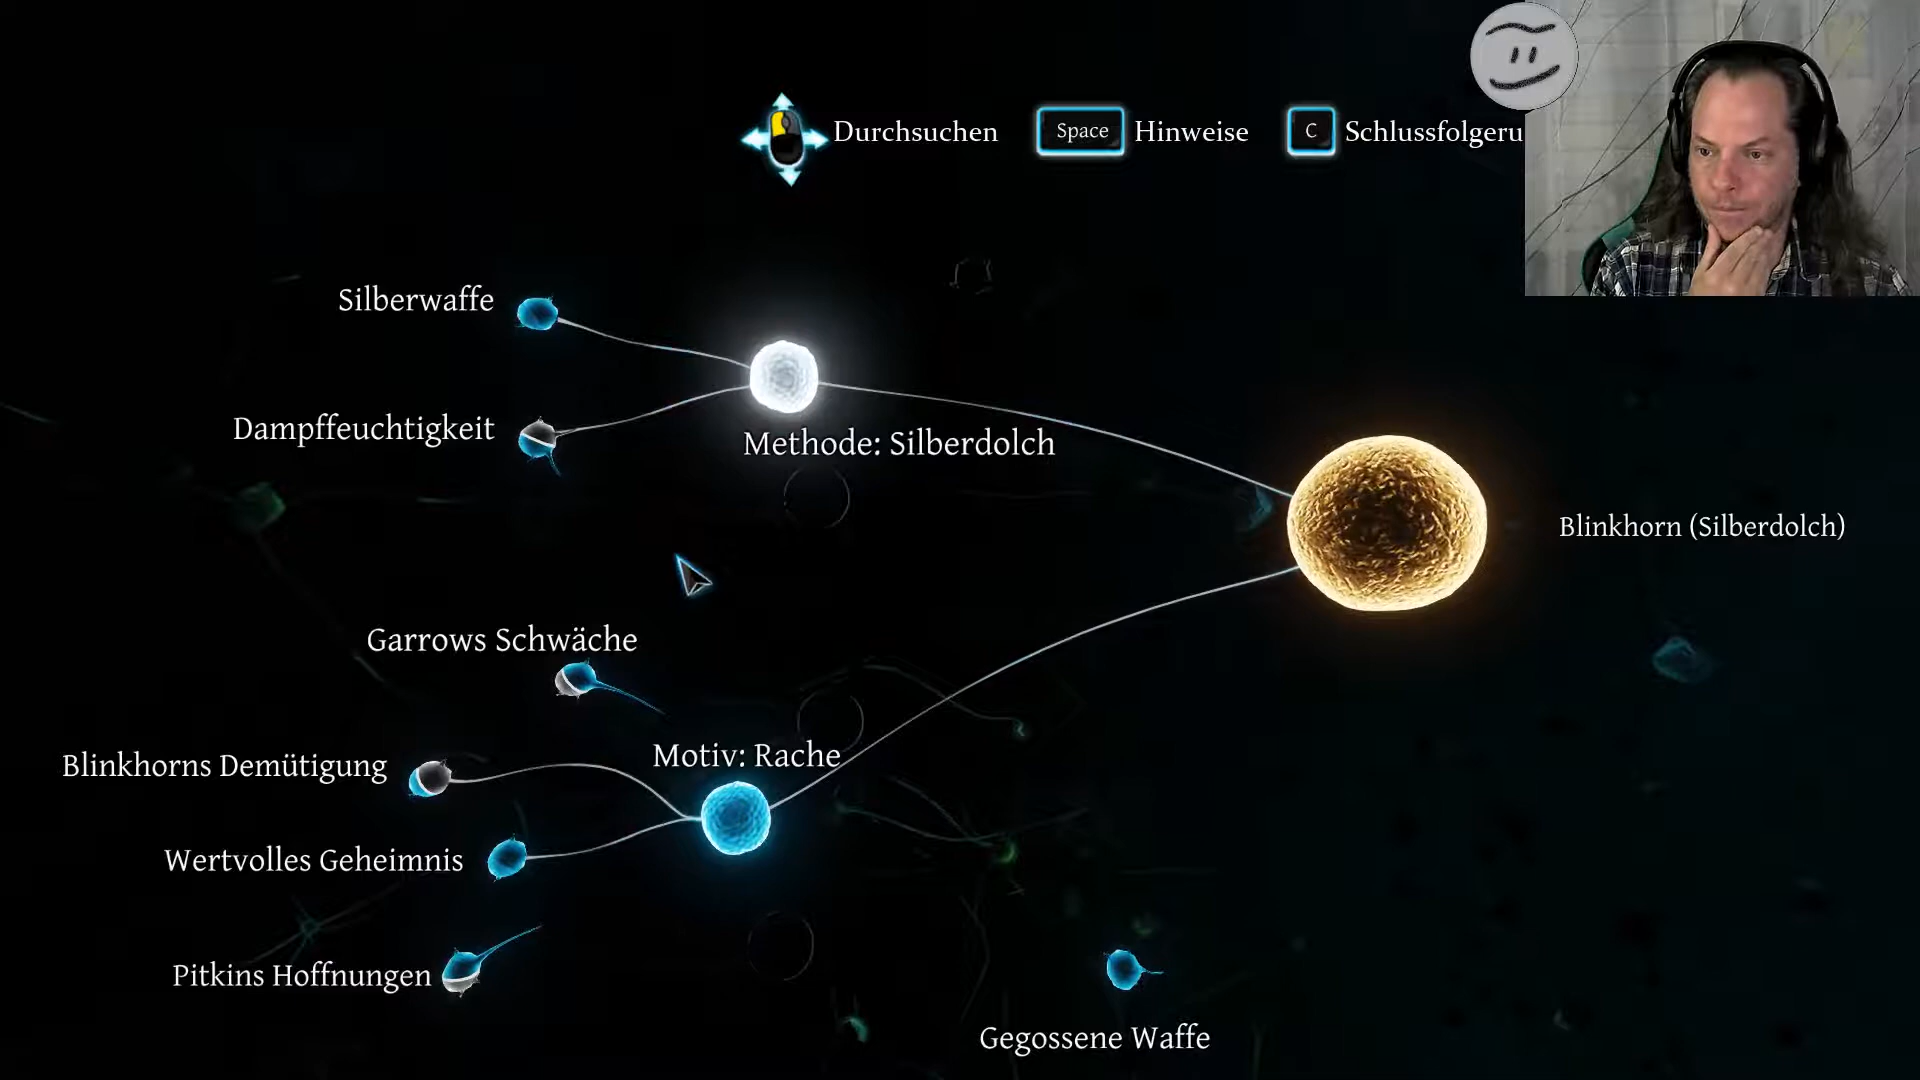 Durchsuchen
Space
Hinweise
C
Schlussfolgeru
Silberwaffe
Dampffeuchtigkeit
Methode: Silberdolch
Blinkhorn (Silberdolch)
Garrows Schwäche
Motiv: Rache
Blinkhorns Demütigung
Wertvolles Geheimnis
Pitkins Hoffnungen
Gegossene Waffe